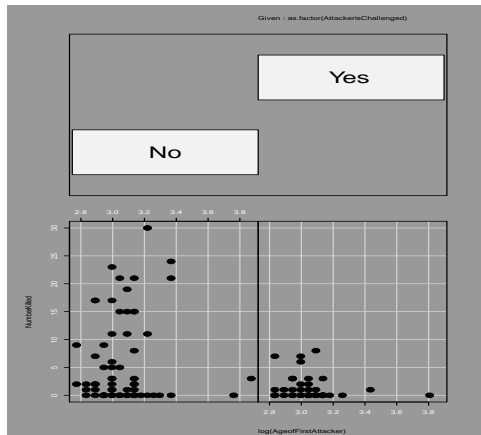 Given : as.factor(AttackerIsChallenged)
Yes
No
2.8 3.0 3.2 3.4 3.6 3.8
30
25
20
15
10
5
0
NumberKilled
2.8 3.0 3.2 3.4 3.6 3.8
log(AgeofFirstAttacker)